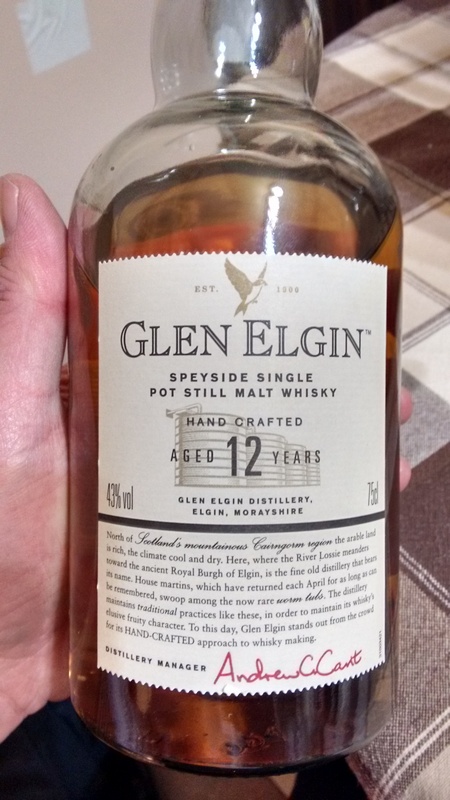 EST. 1900
GLEN ELGIN™
SPEYSIDE SINGLE
POT STILL MALT WHISKY
HAND CRAFTED
AGED 12 YEARS
43% vol
75cl
GLEN ELGIN DISTILLERY,
ELGIN, MORAYSHIRE
North of Scotland's mountainous Cairngorm region the arable land
is rich, the climate cool and dry. Here, where the River Lossie meanders
toward the ancient Royal Burgh of Elgin, is the fine old distillery that bears
its name. House martins, which have returned each April for as long as can
be remembered, swoop among the now rare worm tubs. The distillery
maintains traditional practices like these, in order to maintain its whisky's
elusive fruity character. To this day, Glen Elgin stands out from the crowd
for its HAND-CRAFTED approach to whisky making.
DISTILLERY MANAGER Andrew C. Cant